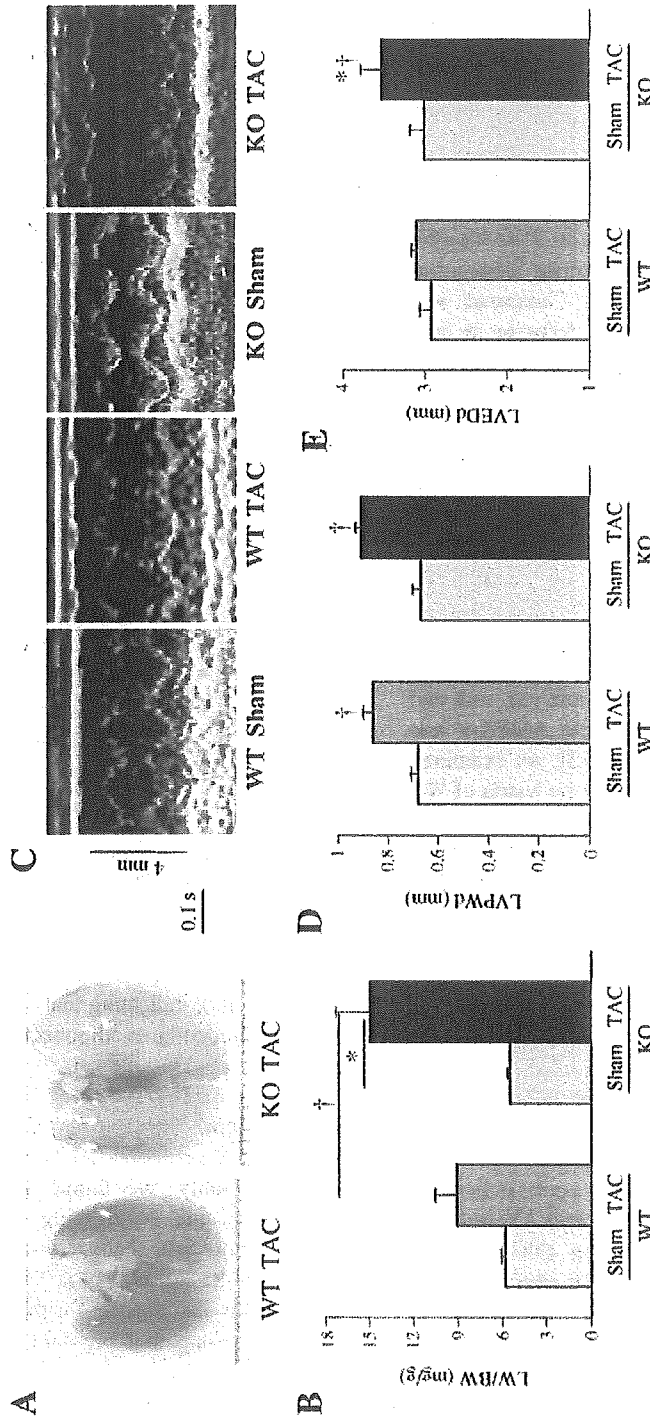 A
WT TAC KO TAC
B
LW/BW (mg/g)
18
15
9
6
3
0
†
*
Sham TAC Sham TAC
WT KO
C
4 mm
0.1 s
WT Sham WT TAC KO Sham KO TAC
D
LVPWd (mm)
1
0.8
0.6
0.4
0.2
0
† †
Sham TAC Sham TAC
WT KO
E
LVEDd (mm)
4
3
2
1
*†
Sham TAC Sham TAC
WT KO